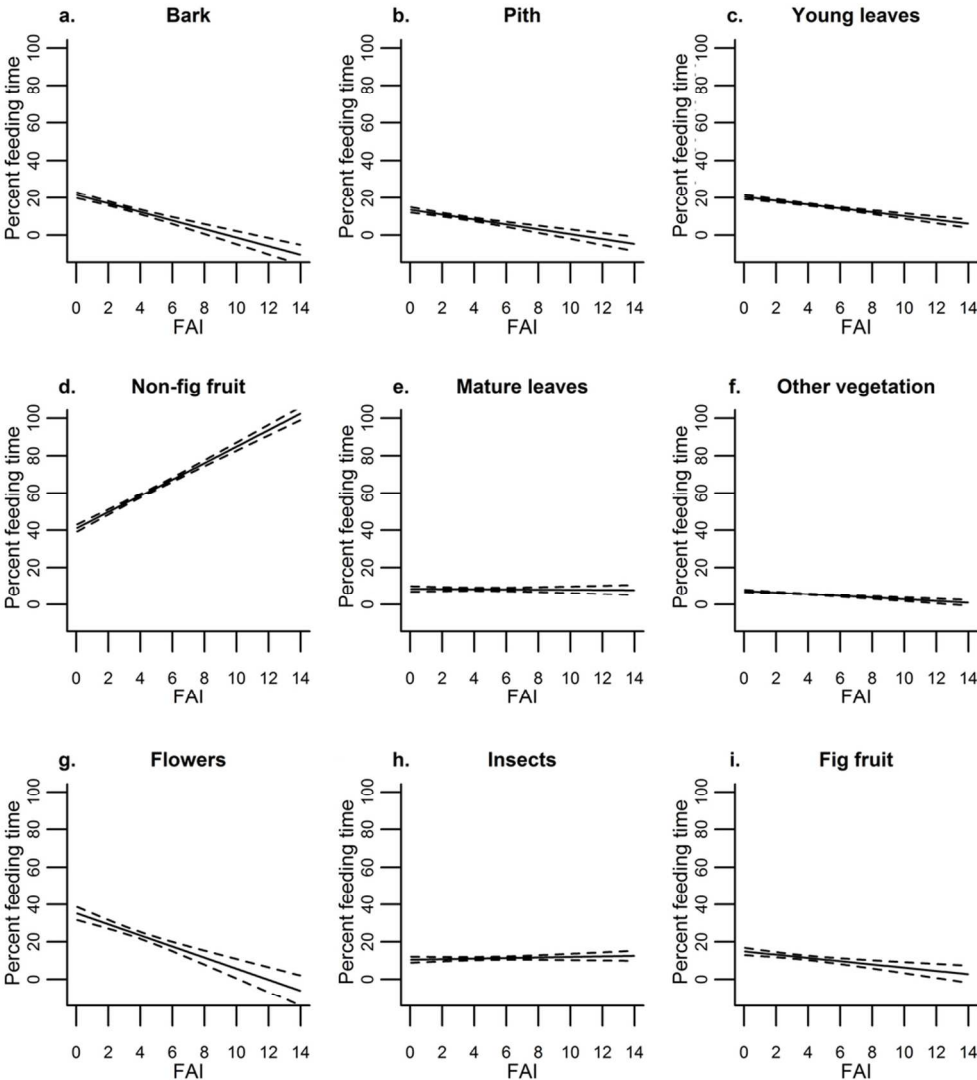 a. Bark
Percent feeding time
0 20 40 60 80 100
0 2 4 6 8 10 12 14
FAI
b. Pith
Percent feeding time
0 20 40 60 80 100
0 2 4 6 8 10 12 14
FAI
c. Young leaves
Percent feeding time
0 20 40 60 80 100
0 2 4 6 8 10 12 14
FAI
d. Non-fig fruit
Percent feeding time
0 20 40 60 80 100
0 2 4 6 8 10 12 14
FAI
e. Mature leaves
Percent feeding time
0 20 40 60 80 100
0 2 4 6 8 10 12 14
FAI
f. Other vegetation
Percent feeding time
0 20 40 60 80 100
0 2 4 6 8 10 12 14
FAI
g. Flowers
Percent feeding time
0 20 40 60 80 100
0 2 4 6 8 10 12 14
FAI
h. Insects
Percent feeding time
0 20 40 60 80 100
0 2 4 6 8 10 12 14
FAI
i. Fig fruit
Percent feeding time
0 20 40 60 80 100
0 2 4 6 8 10 12 14
FAI